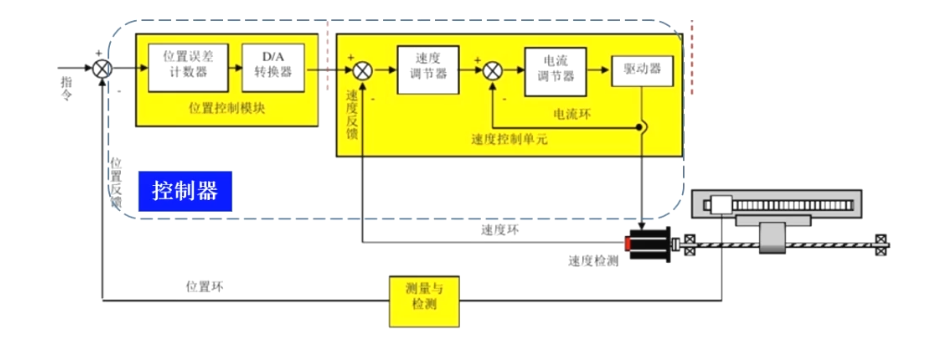 指令
+
-
位置误差
计数器
D/A
转换器
位置控制模块
+
-
速度反馈
速度
调节器
+
-
电流
调节器
驱动器
电流环
速度控制单元
位置反馈
控制器
速度环
速度检测
位置环
测量与
检测